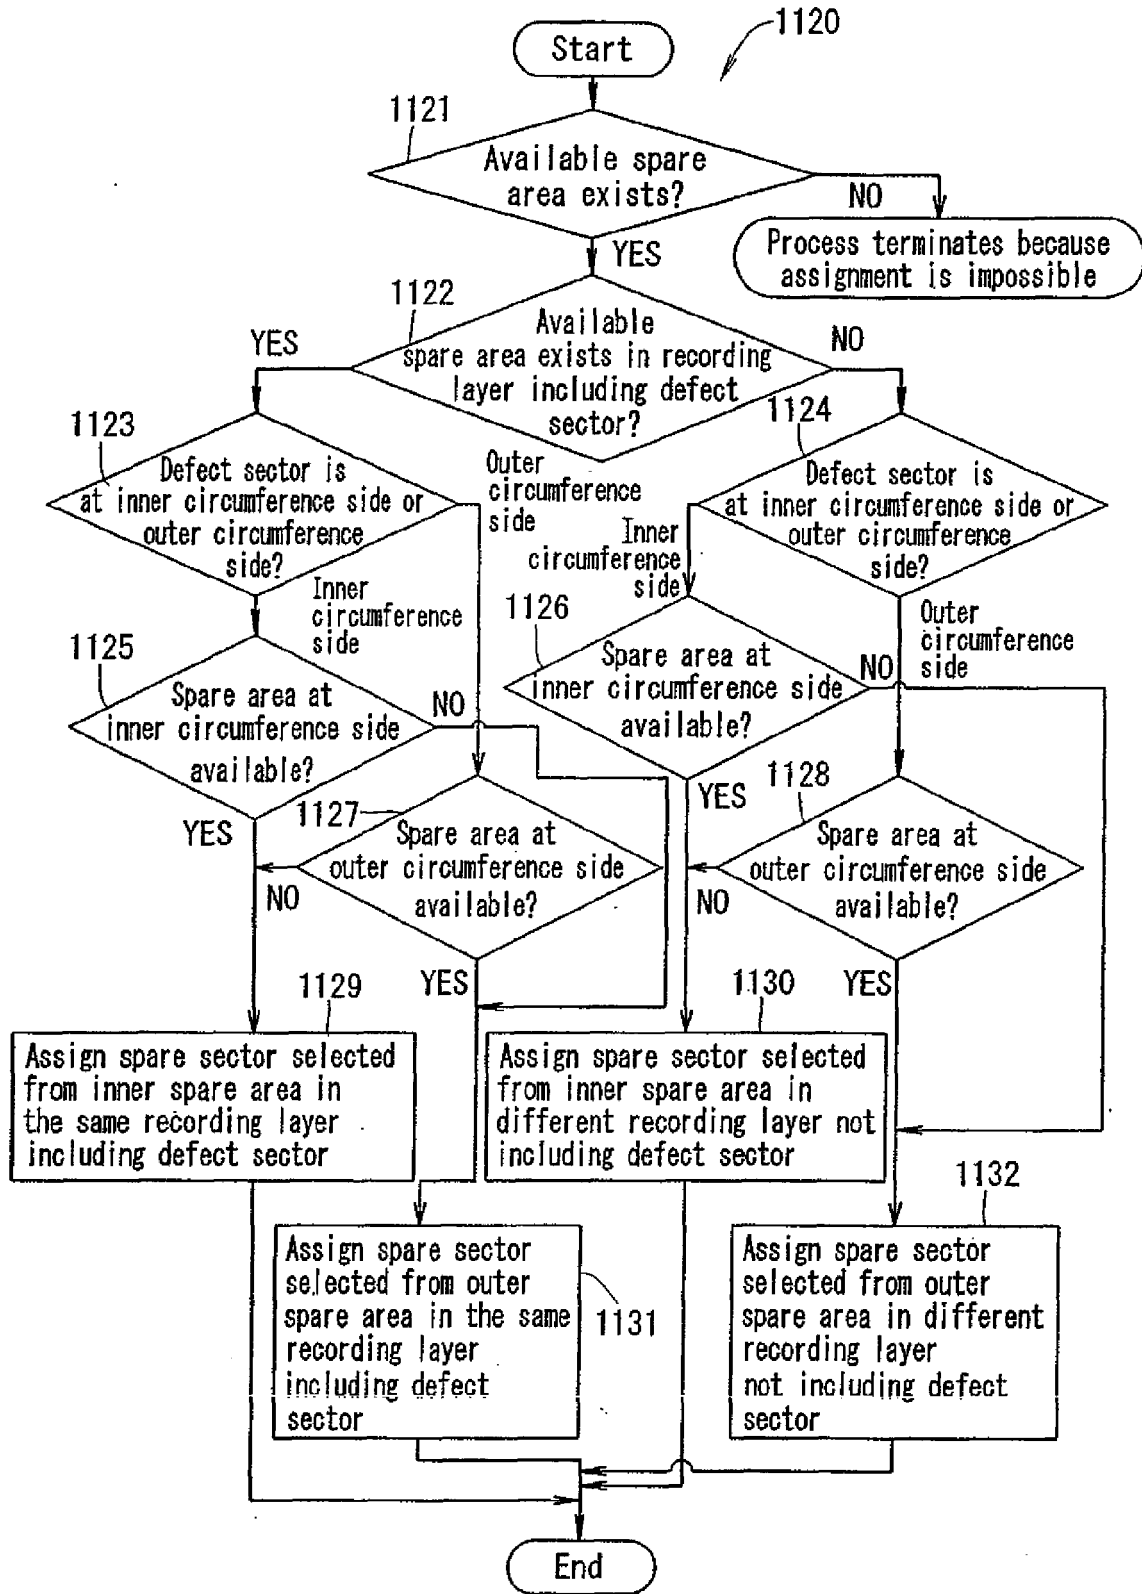 1120
Start
1121
Available spare
area exists?
NO
YES
Process terminates because
assignment is impossible
1122
Available
spare area exists in recording
layer including defect
sector?
YES
NO
1123
Defect sector is
at inner circumference side or
outer circumference
side?
Outer
circumference
side
1124
Defect sector is
at inner circumference side or
outer circumference
side?
Inner
circumference
side
Inner
circumference
side
Outer
circumference
side
1125
Spare area at
inner circumference side
available?
NO
YES
1126
Spare area at
inner circumference side
available?
NO
YES
1127
Spare area at
outer circumference side
available?
NO
YES
1128
Spare area at
outer circumference side
available?
NO
YES
1129
Assign spare sector selected
from inner spare area in
the same recording layer
including defect sector
1130
Assign spare sector selected
from inner spare area in
different recording layer not
including defect sector
1131
Assign spare sector
selected from outer
spare area in the same
recording layer
including defect
sector
1132
Assign spare sector
selected from outer
spare area in different
recording layer
not including defect
sector
End